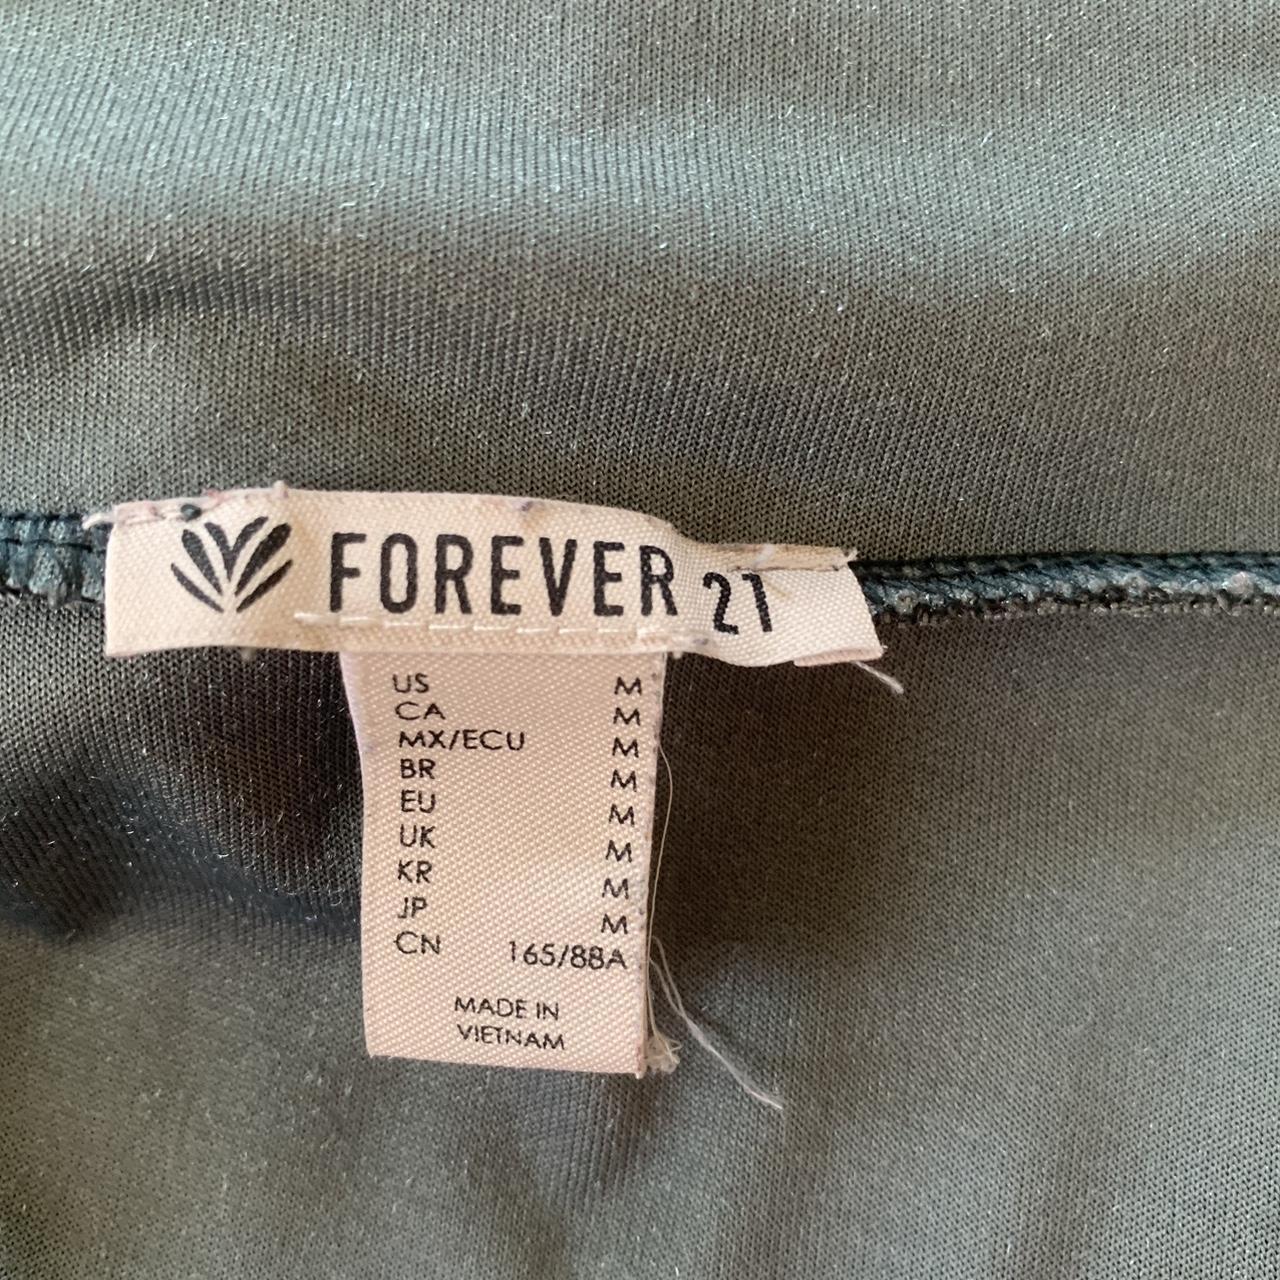 FOREVER 21
US M
CA M
MX/ECU M
BR M
EU M
UK M
KR M
JP M
CN 165/88A
MADE IN
VIETNAM